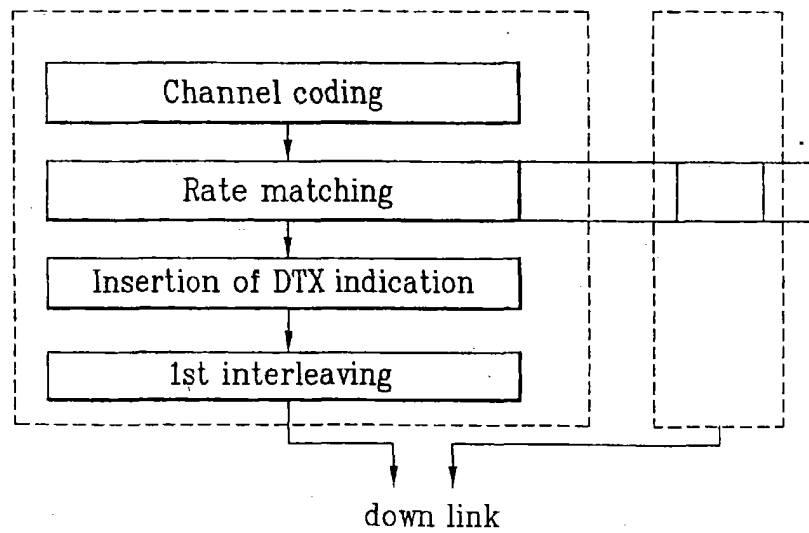 Channel coding
Rate matching
Insertion of DTX indication
1st interleaving
down link